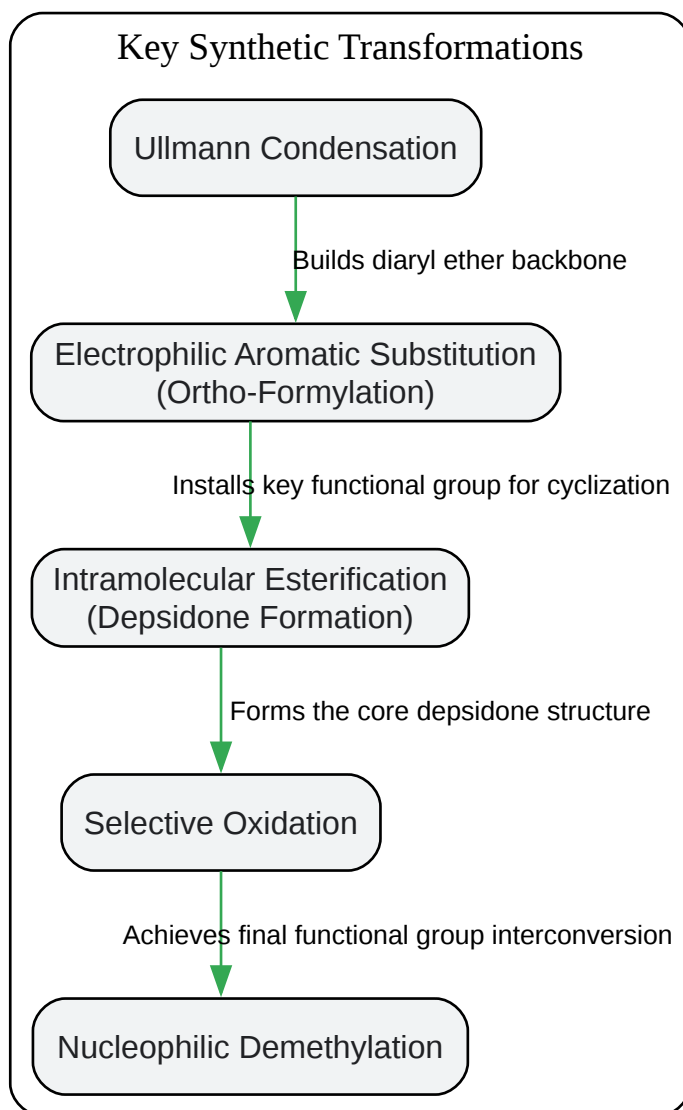 Key Synthetic Transformations
Ullmann Condensation
Builds diaryl ether backbone
Electrophilic Aromatic Substitution
(Ortho-Formylation)
Installs key functional group for cyclization
Intramolecular Esterification
(Depsidone Formation)
Forms the core depsidone structure
Selective Oxidation
Achieves final functional group interconversion
Nucleophilic Demethylation